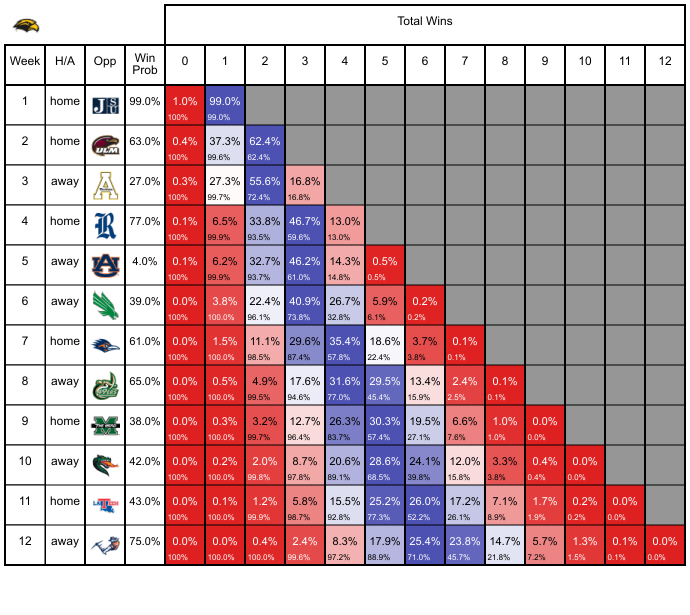 Total Wins
Week H/A Opp Win Prob 0 1 2 3 4 5 6 7 8 9 10 11 12
1 home JSU 99.0% 1.0% 99.0%
100% 99.0%
2 home ULM 63.0% 0.4% 37.3% 62.4%
100% 99.6% 62.4%
3 away A 27.0% 0.3% 27.3% 55.6% 16.8%
100% 99.7% 72.4% 16.8%
4 home R 77.0% 0.1% 6.5% 33.8% 46.7% 13.0%
100% 99.9% 93.5% 59.6% 13.0%
5 away AU 4.0% 0.1% 6.2% 32.7% 46.2% 14.3% 0.5%
100% 99.9% 93.7% 61.0% 14.8% 0.5%
6 away 39.0% 0.0% 3.8% 22.4% 40.9% 26.7% 5.9% 0.2%
100% 100.0% 96.1% 73.8% 32.8% 6.1% 0.2%
7 home 61.0% 0.0% 1.5% 11.1% 29.6% 35.4% 18.6% 3.7% 0.1%
100% 100.0% 98.5% 87.4% 57.8% 22.4% 3.8% 0.1%
8 away 65.0% 0.0% 0.5% 4.9% 17.6% 31.6% 29.5% 13.4% 2.4% 0.1%
100% 100.0% 99.5% 94.6% 77.0% 45.4% 15.9% 2.5% 0.1%
9 home M 38.0% 0.0% 0.3% 3.2% 12.7% 26.3% 30.3% 19.5% 6.6% 1.0% 0.0%
100% 100.0% 99.7% 96.4% 83.7% 57.4% 27.1% 7.6% 1.0% 0.0%
10 away 42.0% 0.0% 0.2% 2.0% 8.7% 20.6% 28.6% 24.1% 12.0% 3.3% 0.4% 0.0%
100% 100.0% 99.8% 97.8% 89.1% 68.5% 39.8% 15.8% 3.8% 0.4% 0.0%
11 home TECH 43.0% 0.0% 0.1% 1.2% 5.8% 15.5% 25.2% 26.0% 17.2% 7.1% 1.7% 0.2% 0.0%
100% 100.0% 99.9% 98.7% 92.8% 77.3% 52.2% 26.1% 8.9% 1.9% 0.2% 0.0%
12 away 75.0% 0.0% 0.0% 0.4% 2.4% 8.3% 17.9% 25.4% 23.8% 14.7% 5.7% 1.3% 0.1% 0.0%
100% 100.0% 100.0% 99.6% 97.2% 88.9% 71.0% 45.7% 21.8% 7.2% 1.5% 0.1% 0.0%